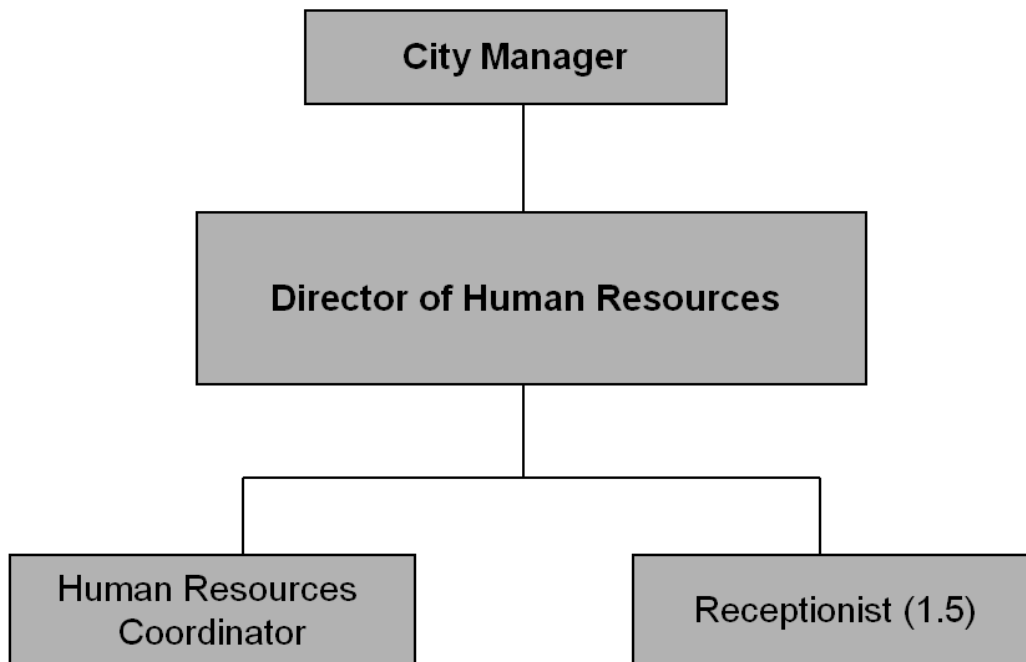 City Manager
Director of Human Resources
Human Resources
Coordinator
Receptionist (1.5)